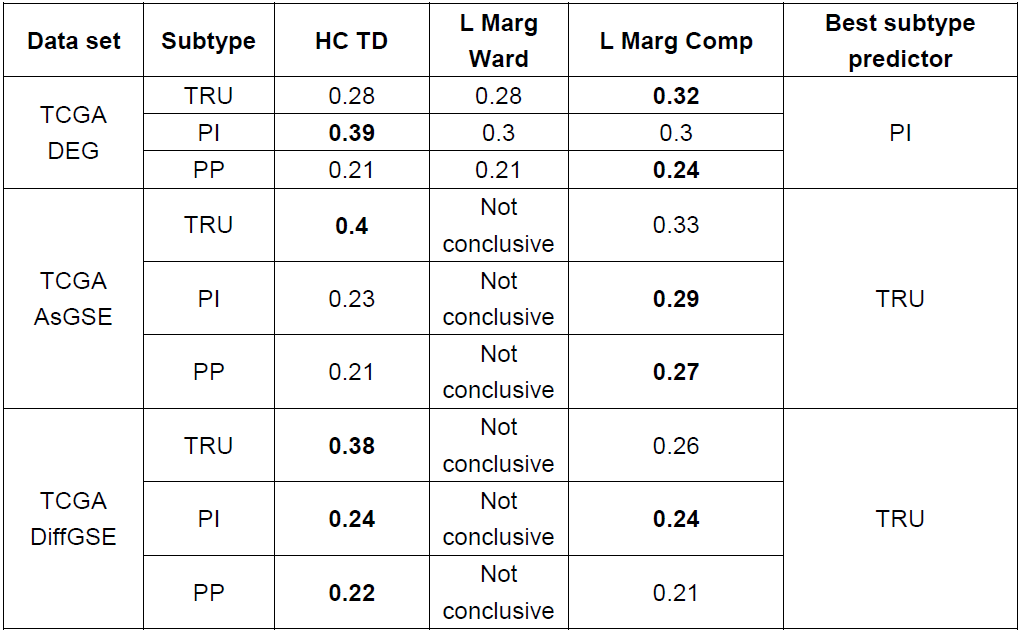 Data set Subtype HC TD L Marg Ward L Marg Comp Best subtype predictor
TCGA DEG TRU 0.28 0.28 0.32 PI
PI 0.39 0.3 0.3
PP 0.21 0.21 0.24
TCGA AsGSE TRU 0.4 Not conclusive 0.33 TRU
PI 0.23 Not conclusive 0.29
PP 0.21 Not conclusive 0.27
TCGA DiffGSE TRU 0.38 Not conclusive 0.26 TRU
PI 0.24 Not conclusive 0.24
PP 0.22 Not conclusive 0.21